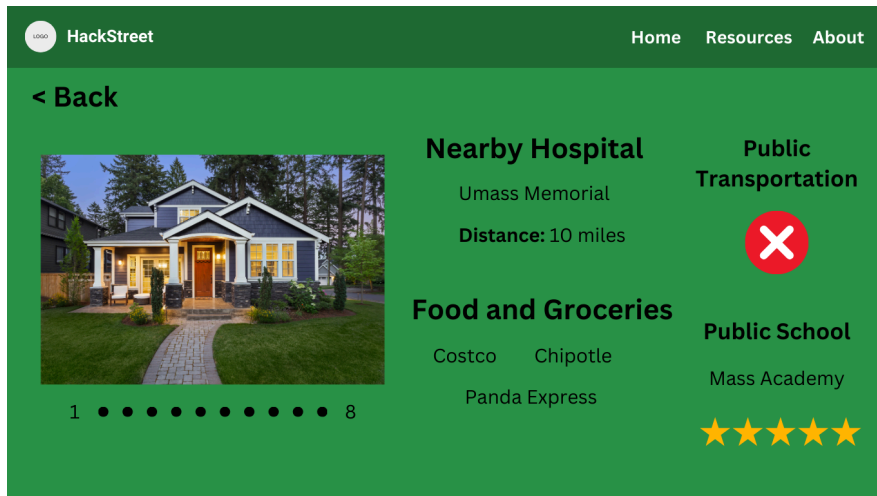 LOGO
HackStreet
Home
Resources
About
< Back
Nearby Hospital
Umass Memorial
Distance: 10 miles
Food and Groceries
Costco
Chipotle
Panda Express
Public
Transportation
Public School
Mass Academy
1
8